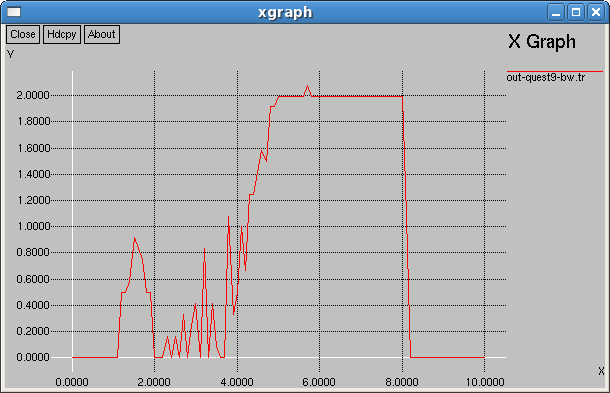 xgraph
Close Hdcpy About
X Graph
Y
out-quest9-bw.tr
2.0000
1.8000
1.6000
1.4000
1.2000
1.0000
0.8000
0.6000
0.4000
0.2000
0.0000
X
0.0000 2.0000 4.0000 6.0000 8.0000 10.0000